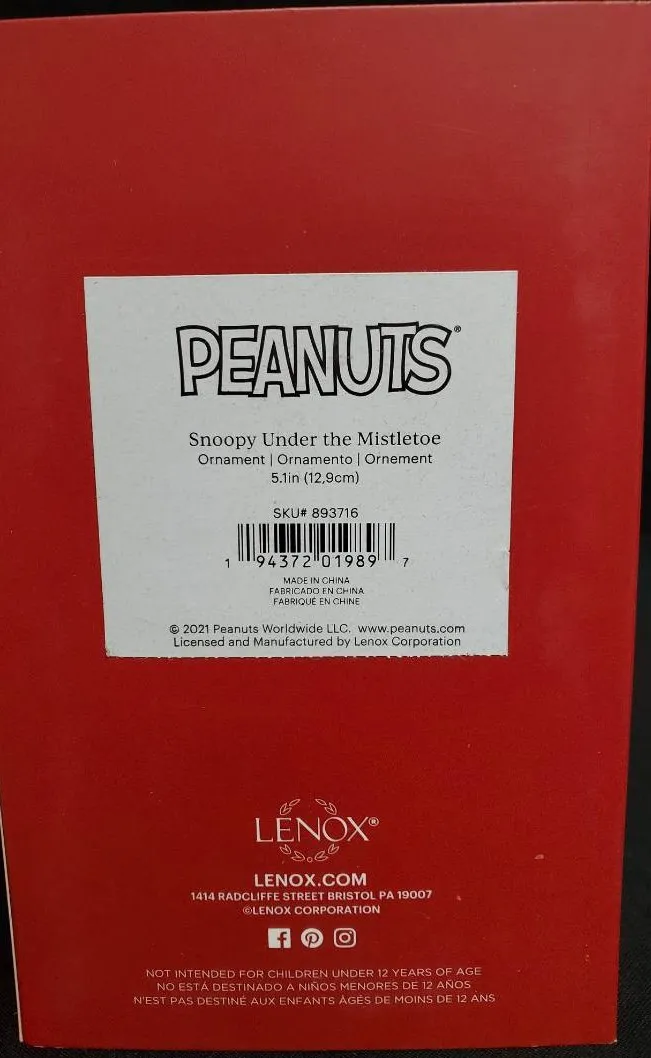 PEANUTS®
Snoopy Under the Mistletoe
Ornament | Ornamento | Ornement
5.1in (12,9cm)
SKU# 893716
1 94372 01989 7
MADE IN CHINA
FABRICADO EN CHINA
FABRIQUÉ EN CHINE
© 2021 Peanuts Worldwide LLC. www.peanuts.com
Licensed and Manufactured by Lenox Corporation
LENOX®
LENOX.COM
1414 RADCLIFFE STREET BRISTOL PA 19007
©LENOX CORPORATION
NOT INTENDED FOR CHILDREN UNDER 12 YEARS OF AGE
NO ESTÁ DESTINADO A NIÑOS MENORES DE 12 AÑOS
N'EST PAS DESTINÉ AUX ENFANTS ÂGÉS DE MOINS DE 12 ANS